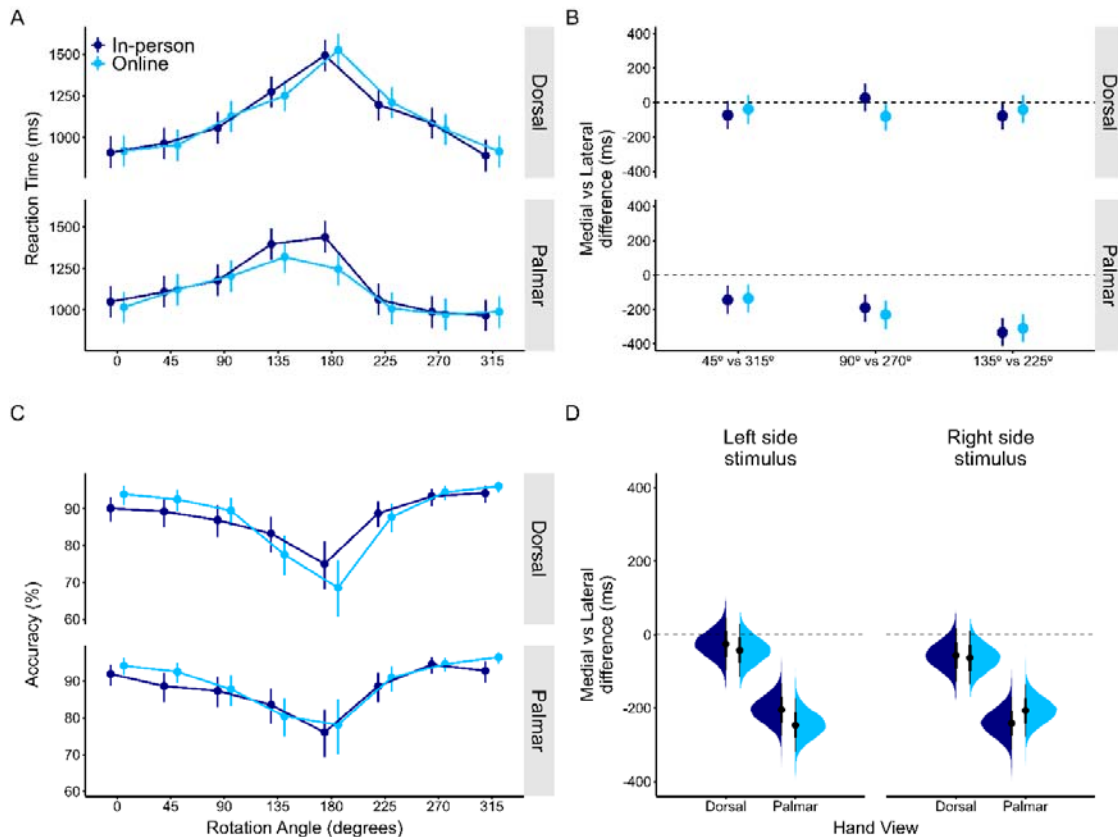 A
In-person
Online
1500
1250
1000
Dorsal
1500
1250
1000
Palmar
Reaction Time (ms)
0 45 90 135 180 225 270 315
B
400
200
0
-200
-400
Dorsal
400
200
0
-200
-400
Palmar
Medial vs Lateral
difference (ms)
45º vs 315º 90º vs 270º 135º vs 225º
C
90
80
70
60
Dorsal
90
80
70
60
Palmar
Accuracy (%)
0 45 90 135 180 225 270 315
Rotation Angle (degrees)
D
Left side
stimulus
Right side
stimulus
400
200
0
-200
-400
Medial vs Lateral
difference (ms)
Dorsal Palmar Dorsal Palmar
Hand View